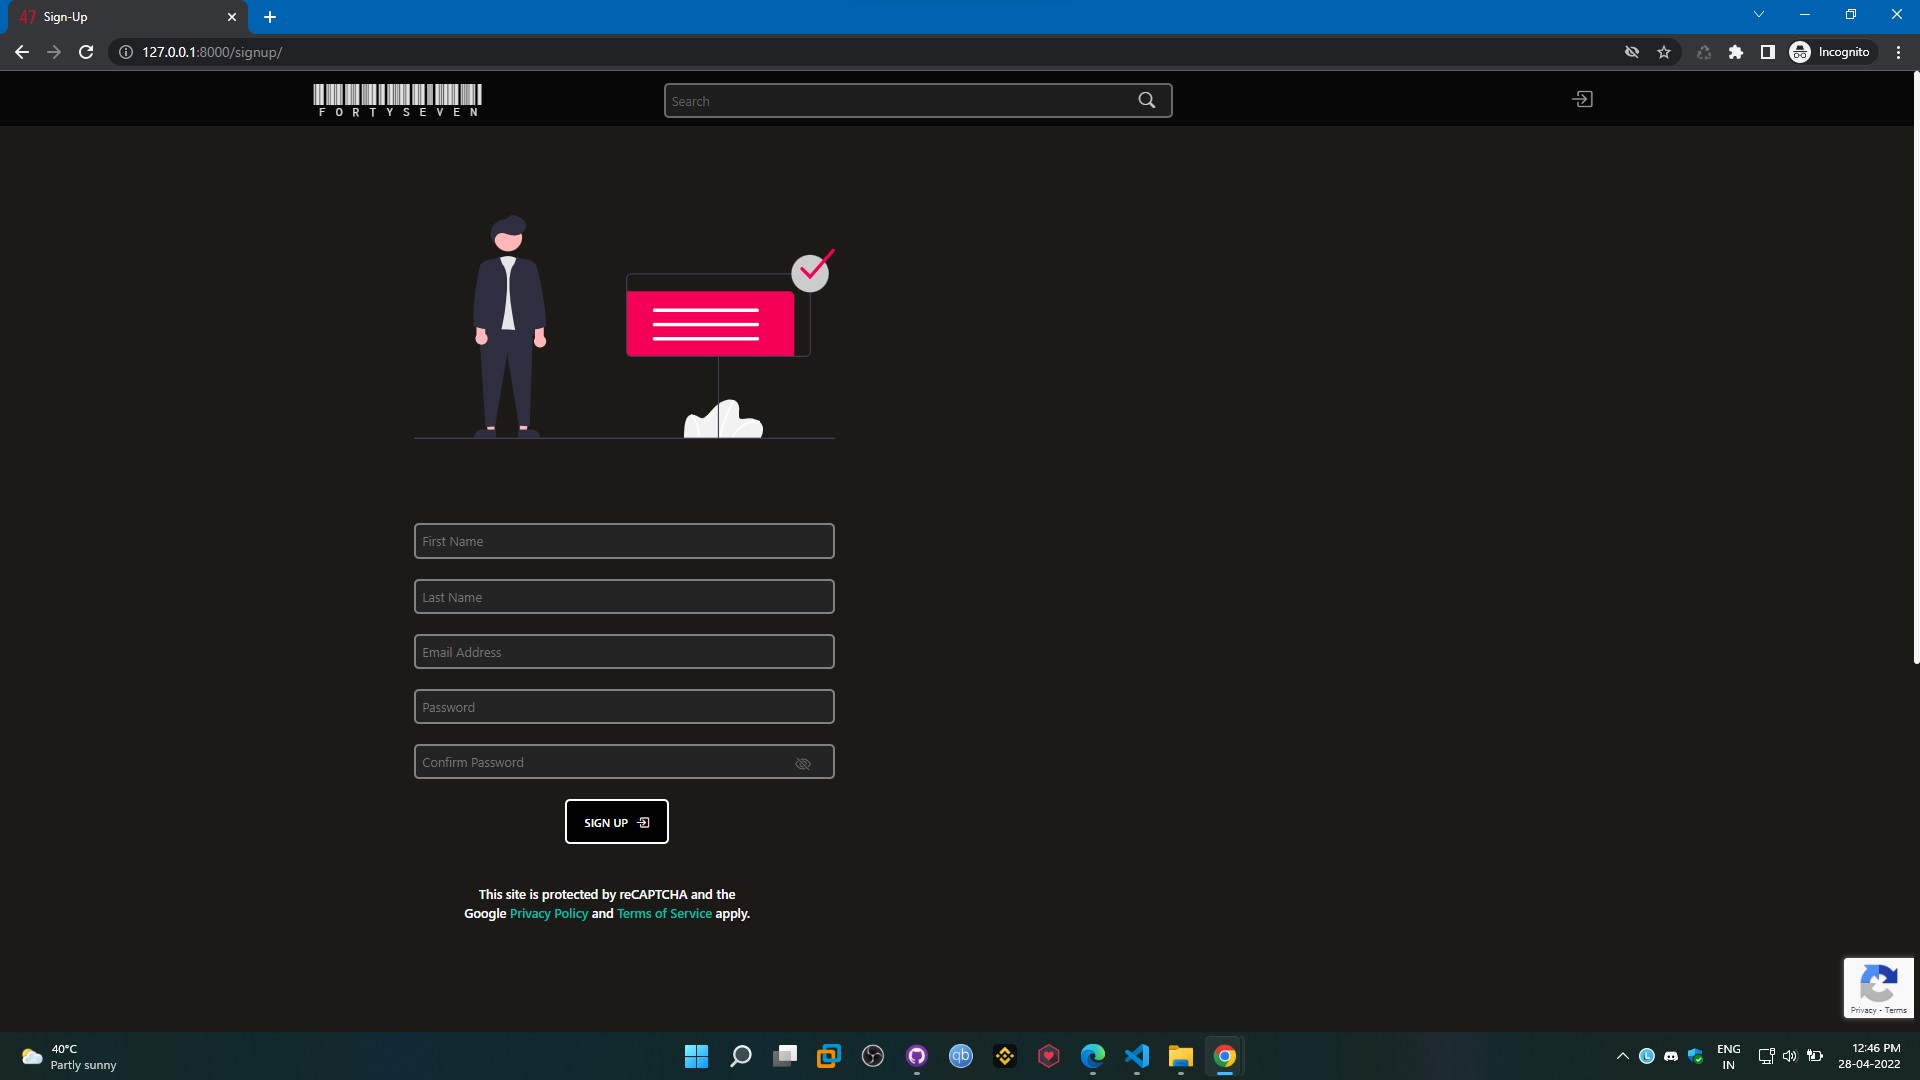 47 Sign-Up
127.0.0.1:8000/signup/
Incognito
FORTYSEVEN
Search
First Name
Last Name
Email Address
Password
Confirm Password
SIGN UP
This site is protected by reCAPTCHA and the
Google Privacy Policy and Terms of Service apply.
Privacy - Terms
40°C
Partly sunny
qb
L
ENG
IN
12:46 PM
28-04-2022